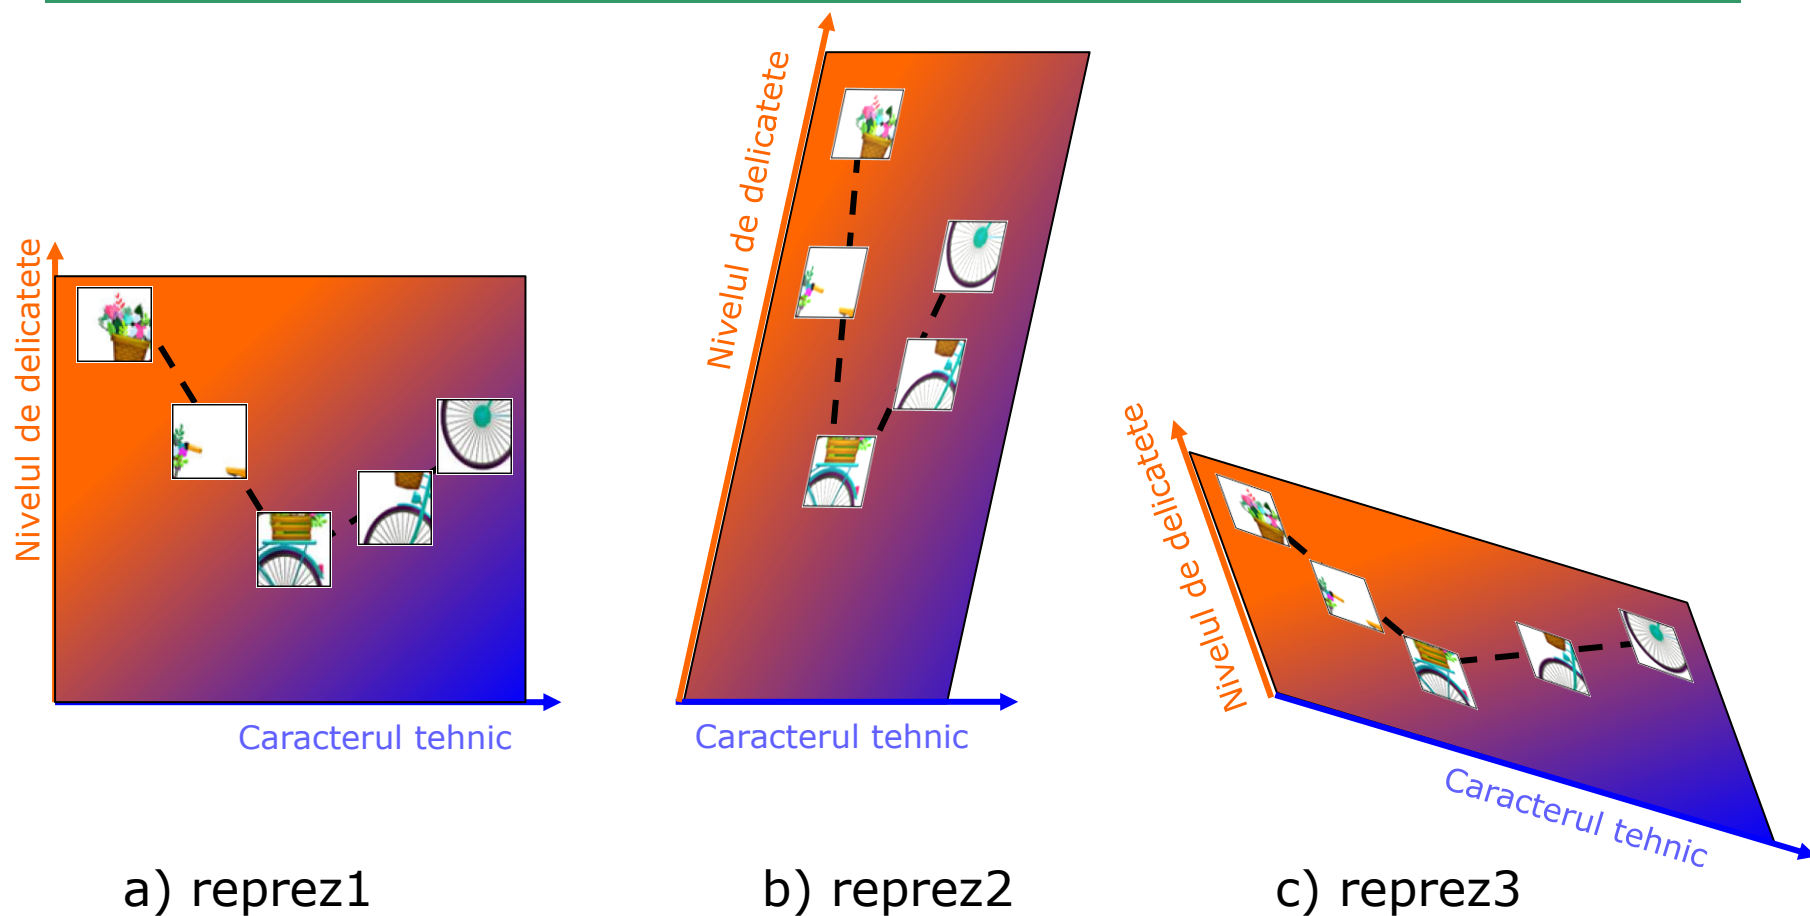 Nivelul de delicatete
Caracterul tehnic
a) reprez1
Nivelul de delicatete
Caracterul tehnic
b) reprez2
Nivelul de delicatete
Caracterul tehnic
c) reprez3